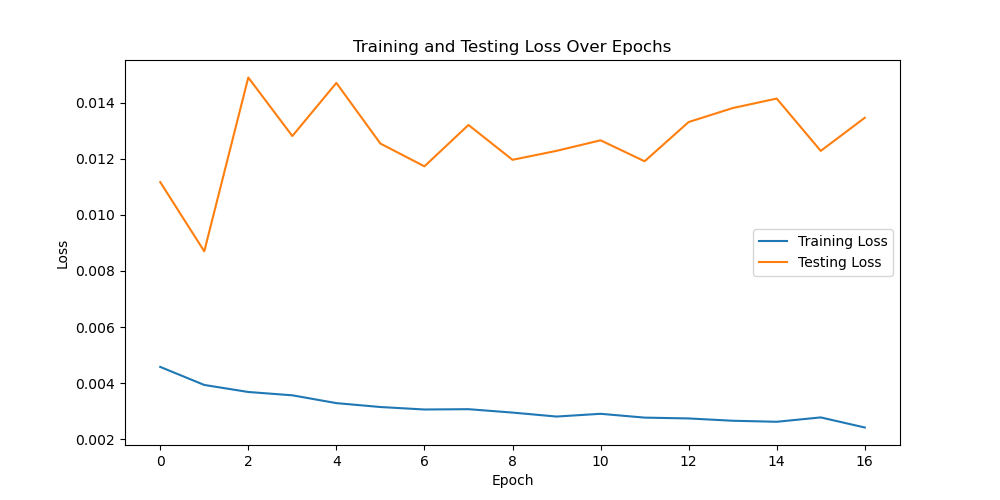 Training and Testing Loss Over Epochs
0.014
0.012
0.010
0.008
0.006
0.004
0.002
Loss
Training Loss
Testing Loss
0 2 4 6 8 10 12 14 16
Epoch